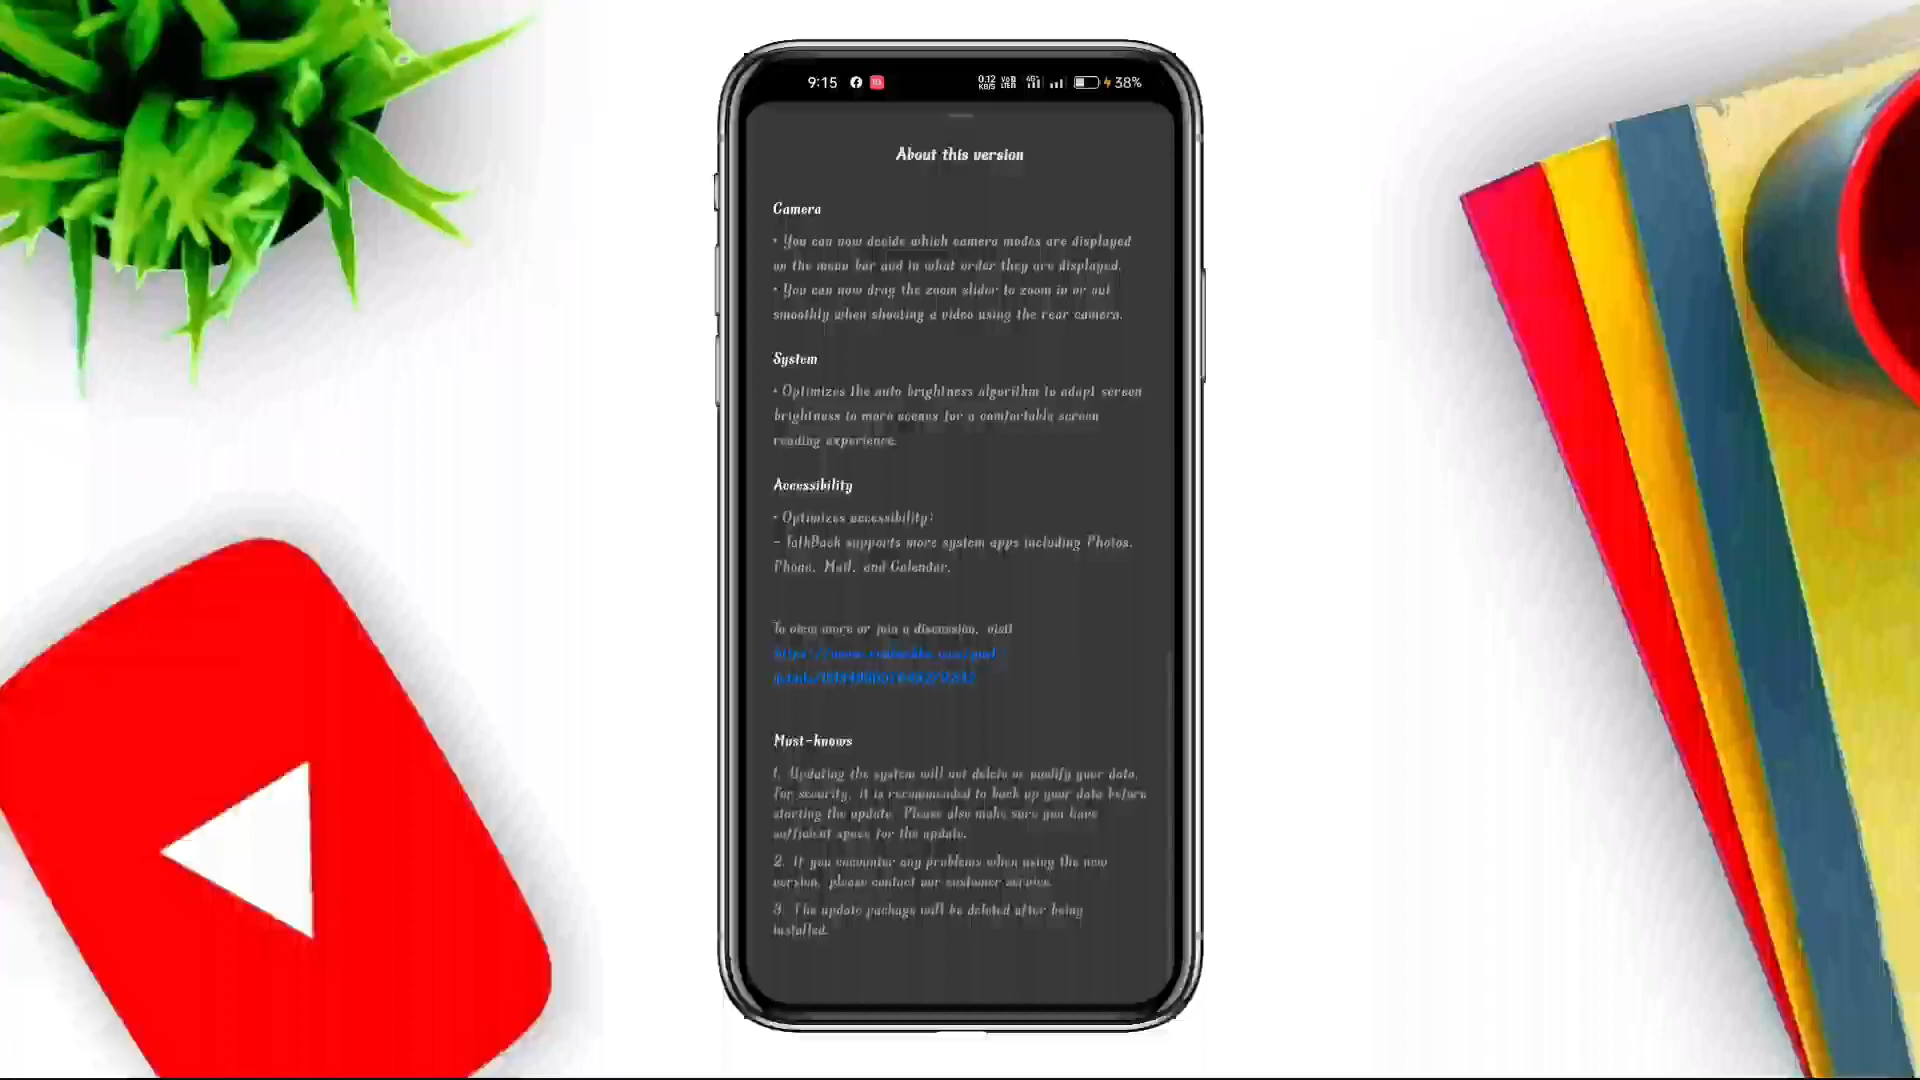 9:15 0.12 KB/S VoB LTE 4G 38%
About this version
Camera
• You can now decide which camera modes are displayed
on the menu bar and in what order they are displayed.
• You can now drag the zoom slider to zoom in or out
smoothly when shooting a video using the rear camera.
System
• Optimizes the auto brightness algorithm to adapt screen
brightness to more scenes for a comfortable screen
reading experience.
Accessibility
• Optimizes accessibility:
- TalkBack supports more system apps including Photos,
Phone, Mail, and Calendar.
To view more or join a discussion, visit
Must-knows
1. Updating the system will not delete or modify your data.
For security, it is recommended to back up your data before
starting the update. Please also make sure you have
sufficient space for the update.
2. If you encounter any problems when using the new
version, please contact our customer service.
3. The update package will be deleted after being
installed.